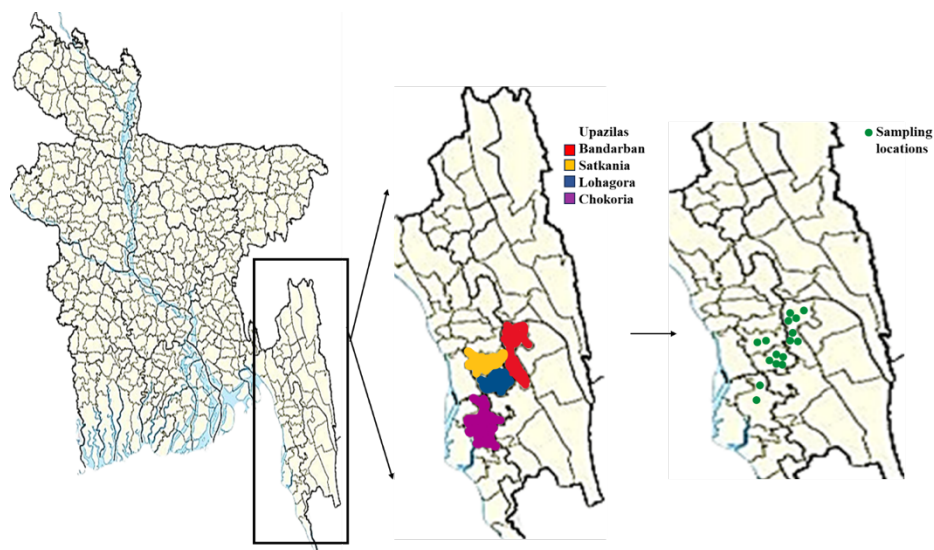 Upazilas
Bandarban
Satkania
Lohagora
Chokoria
Sampling
locations